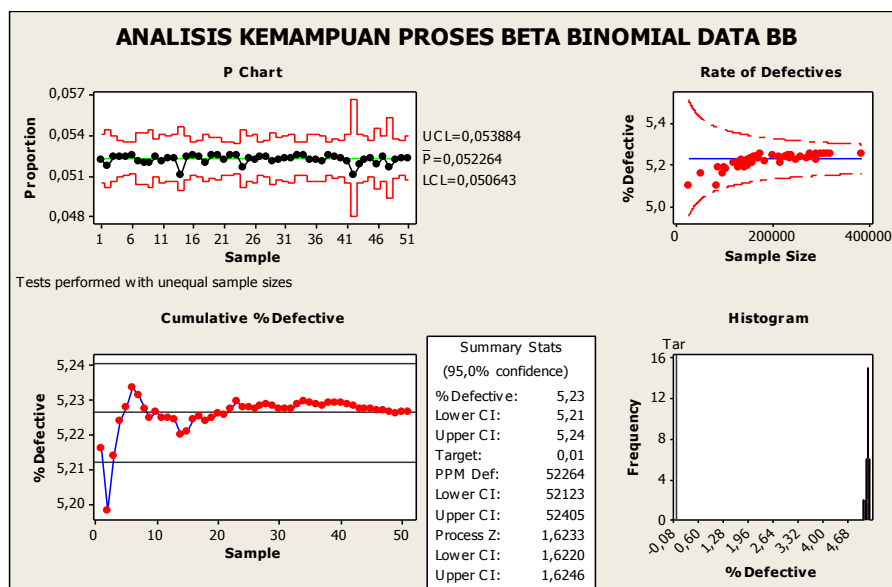 ANALISIS KEMAMPUAN PROSES BETA BINOMIAL DATA BB
P Chart
0,057
0,054
0,051
0,048
Proportion
1 6 11 16 21 26 31 36 41 46 51
Sample
UCL=0,053884
P=0,052264
LCL=0,050643
Tests performed with unequal sample sizes
Rate of Defectives
5,4
5,2
5,0
%Defective
0 200000 400000
Sample Size
Cumulative %Defective
5,24
5,23
5,22
5,21
5,20
%Defective
0 10 20 30 40 50
Sample
Summary Stats
(95,0% confidence)
%Defective: 5,23
Lower CI: 5,21
Upper CI: 5,24
Target: 0,01
PPM Def: 52264
Lower CI: 52123
Upper CI: 52405
Process Z: 1,6233
Lower CI: 1,6220
Upper CI: 1,6246
Histogram
Tar
16
12
8
4
0
Frequency
-0,08 0,60 1,28 1,96 2,64 3,32 4,00 4,68
%Defective